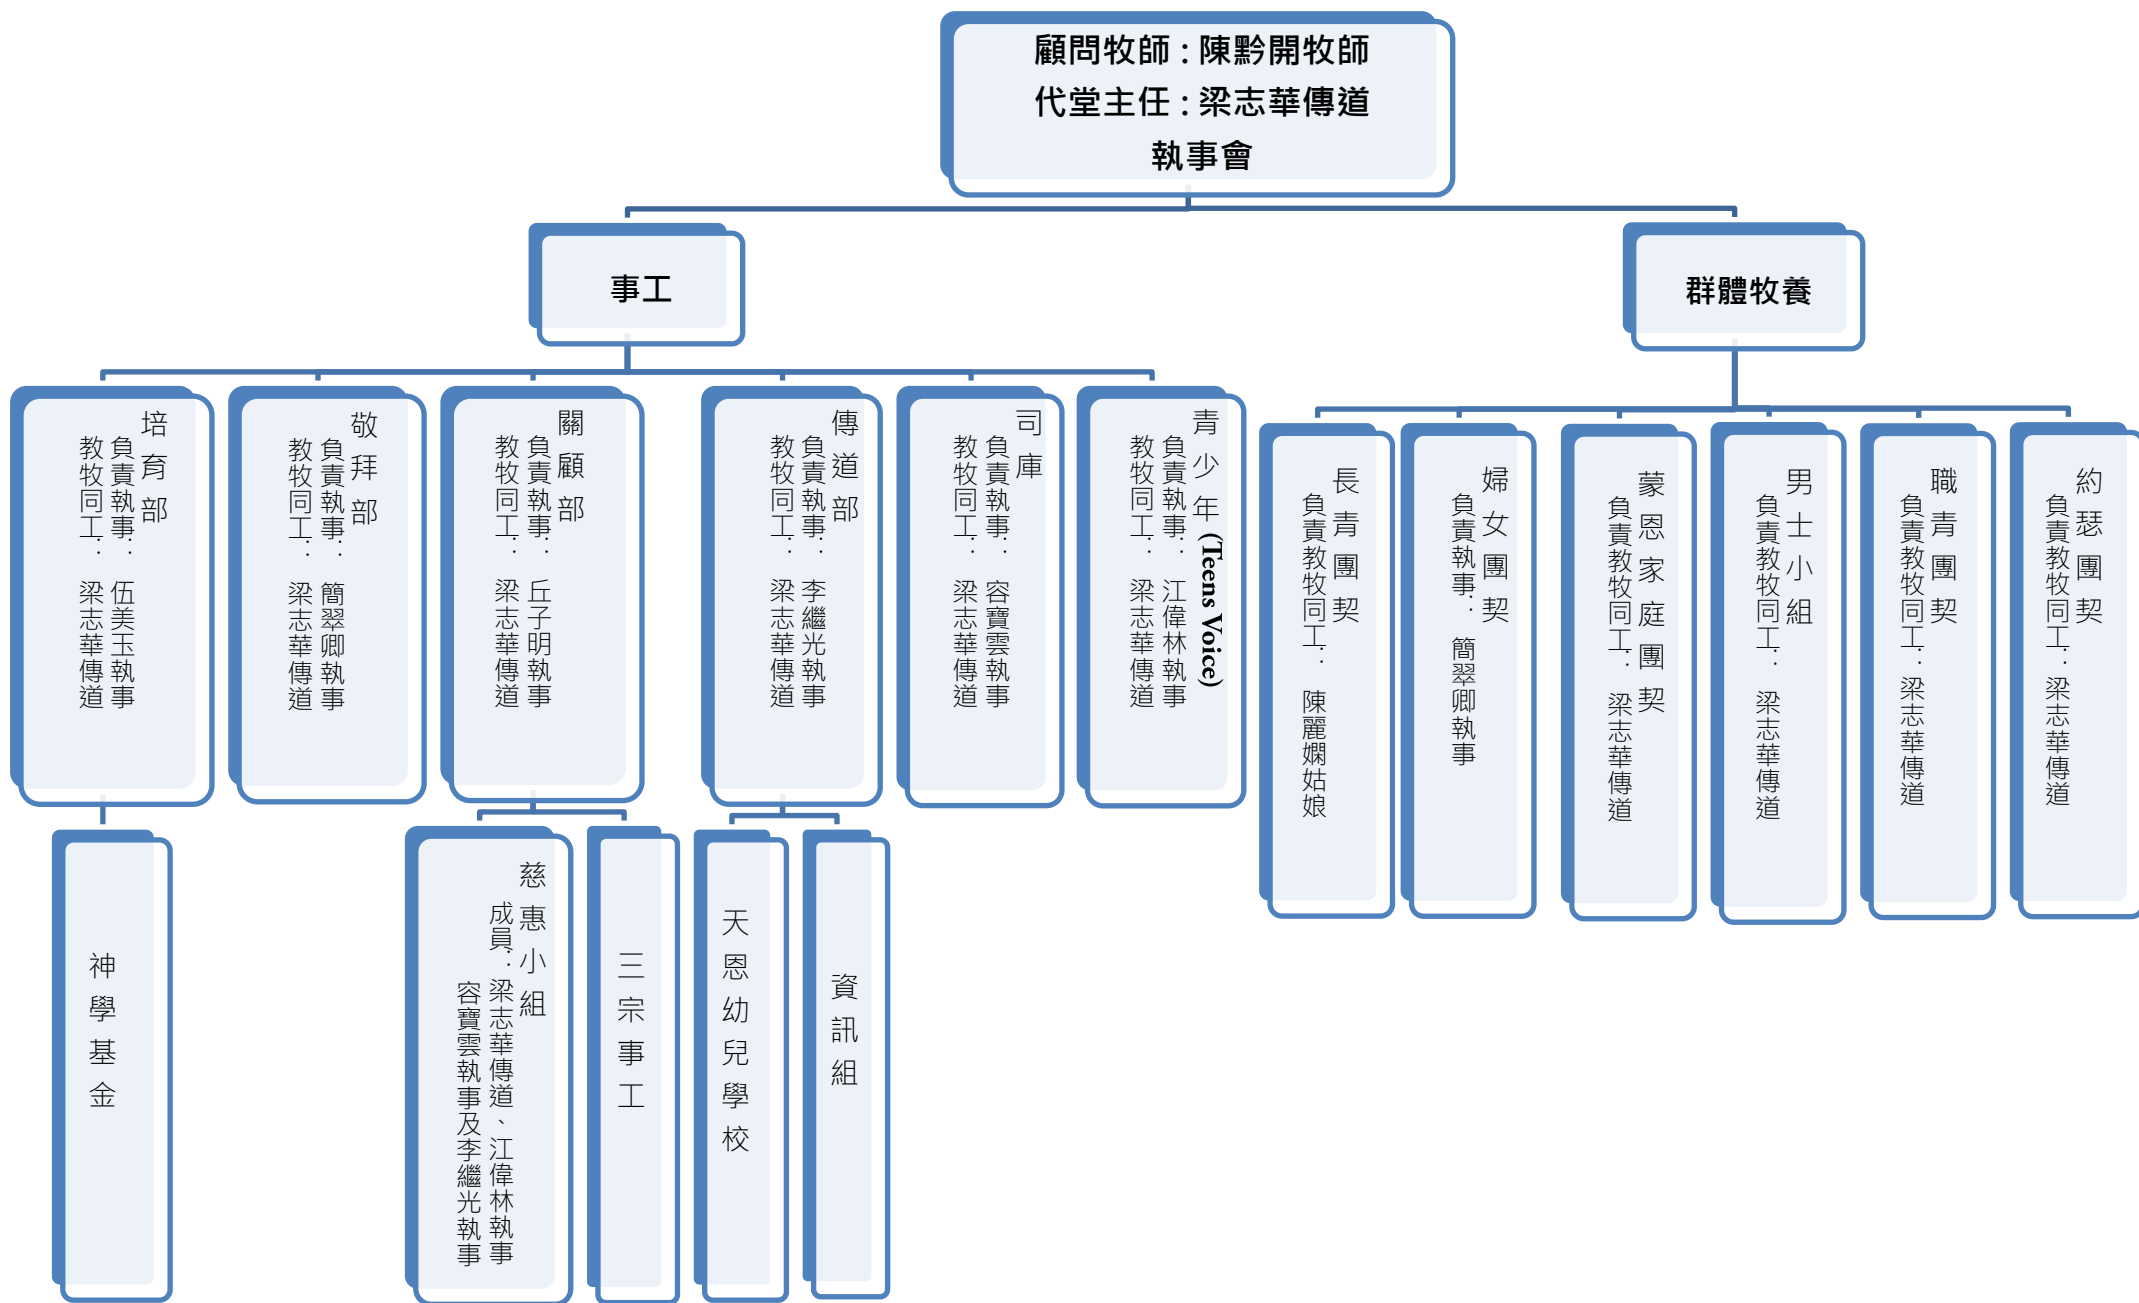 顧問牧師 : 陳黔開牧師
代堂主任 : 梁志華傳道
執事會
事工
群體牧養
培育部
負責執事： 伍美玉執事
教牧同工： 梁志華傳道
敬拜部
負責執事： 簡翠卿執事
教牧同工： 梁志華傳道
關顧部
負責執事： 丘子明執事
教牧同工： 梁志華傳道
傳道部
負責執事： 李繼光執事
教牧同工： 梁志華傳道
司庫
負責執事： 容寶雲執事
教牧同工： 梁志華傳道
青少年 (Teens Voice)
負責執事： 江偉林執事
教牧同工： 梁志華傳道
長青團契
負責教牧同工： 陳麗嫻姑娘
婦女團契
負責執事： 簡翠卿執事
蒙恩家庭團契
負責教牧同工： 梁志華傳道
男士小組
負責教牧同工： 梁志華傳道
職青團契
負責教牧同工：梁志華傳道
約瑟團契
負責教牧同工：梁志華傳道
神學基金
慈惠小組
成員：梁志華傳道、江偉林執事
容寶雲執事及李繼光執事
三宗事工
天恩幼兒學校
資訊組